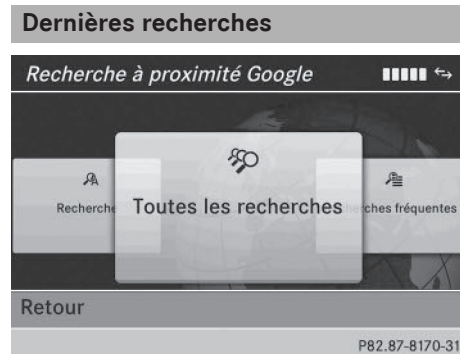 Dernières recherches
Recherche à proximité Google
Recherche
Toutes les recherches
ches fréquentes
Retour
P82.87-8170-31